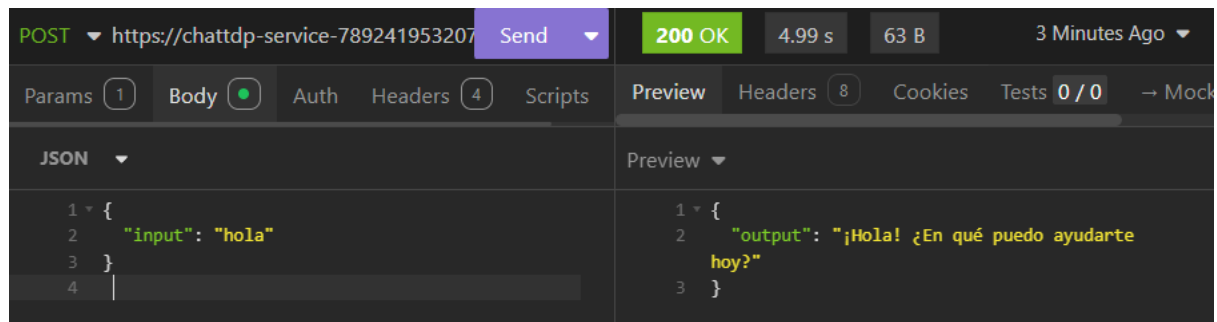 POST https://chattdp-service-789241953207 Send
200 OK 4.99 s 63 B 3 Minutes Ago
Params 1 Body Auth Headers 4 Scripts
Preview Headers 8 Cookies Tests 0 / 0 → Mock
JSON
Preview
1 {
2 "input": "hola"
3 }
4
1 {
2 "output": "¡Hola! ¿En qué puedo ayudarte
hoy?"
3 }